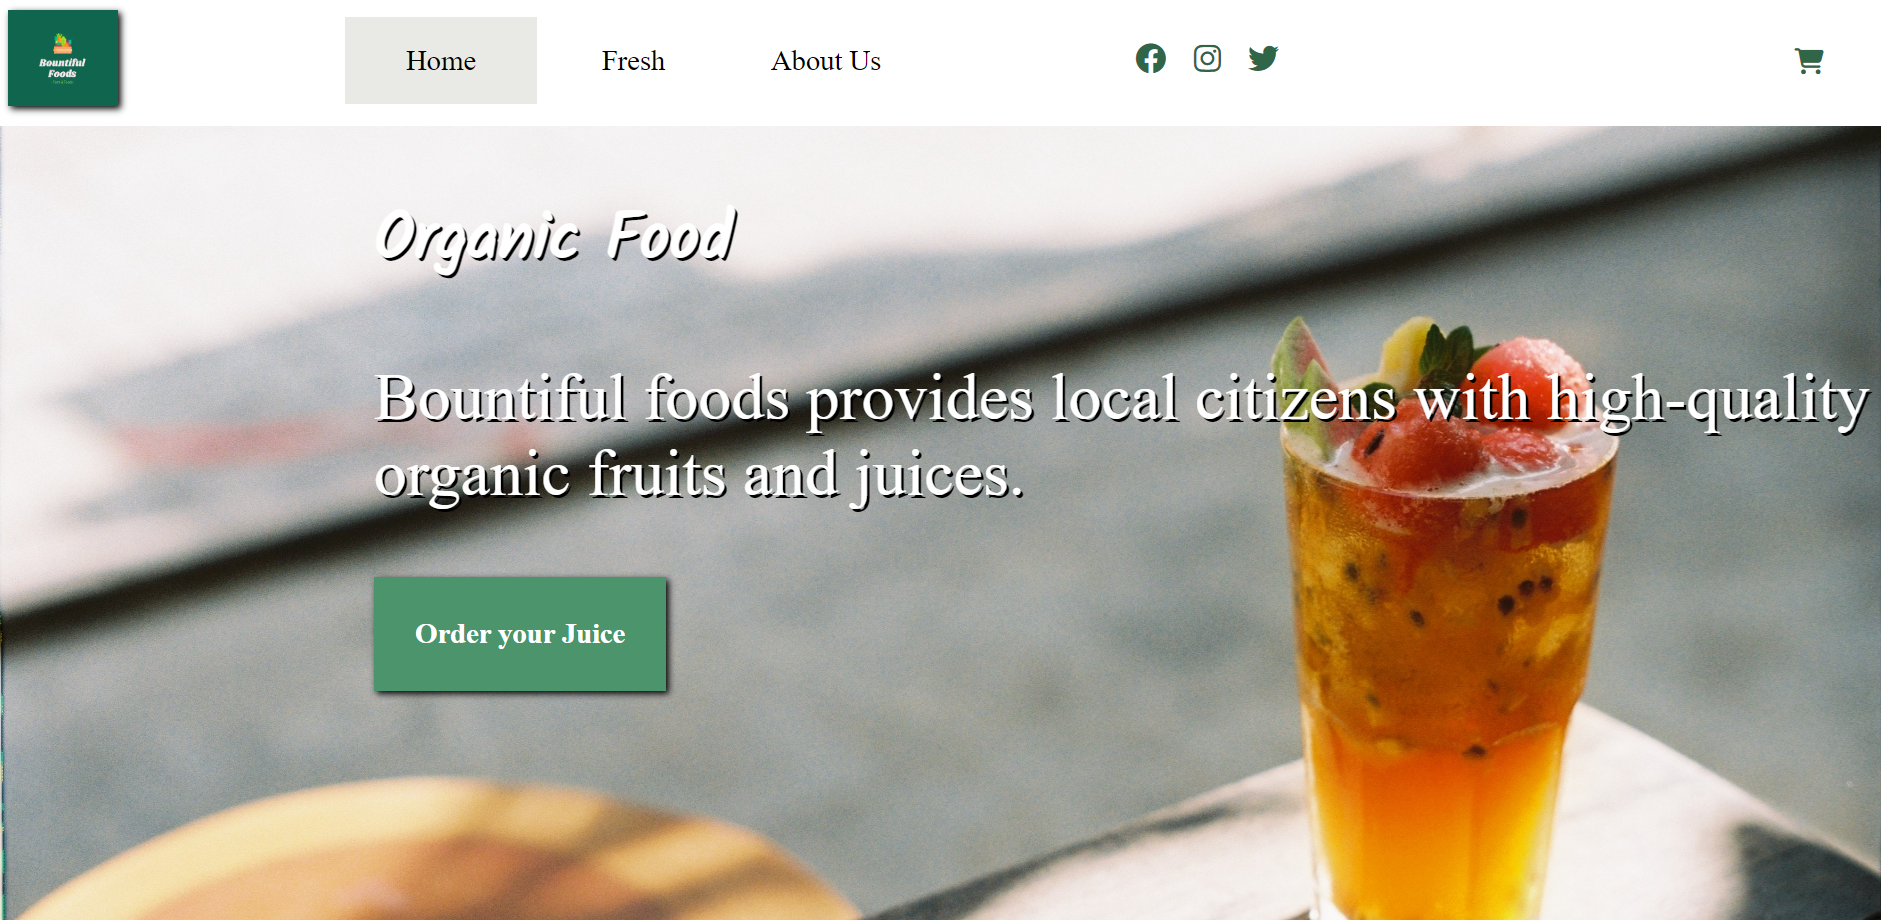 Bountiful
Foods
Home
Fresh
About Us
Organic Food
Bountiful foods provides local citizens with high-quality
organic fruits and juices.
Order your Juice